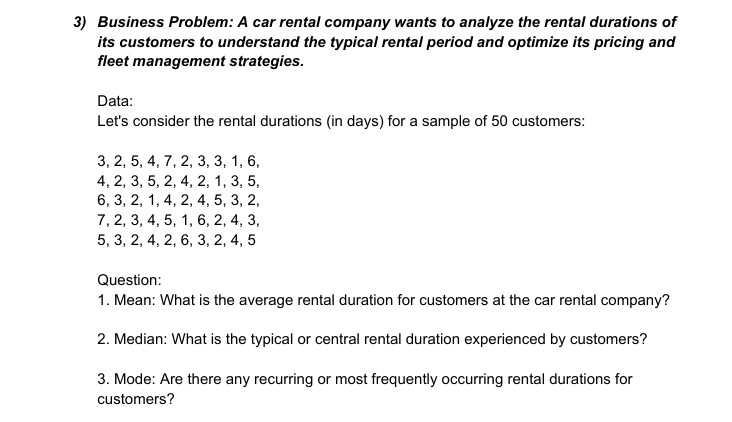 3) Business Problem: A car rental company wants to analyze the rental durations of
its customers to understand the typical rental period and optimize its pricing and
fleet management strategies.
Data:
Let's consider the rental durations (in days) for a sample of 50 customers:
3, 2, 5, 4, 7, 2, 3, 3, 1, 6,
4, 2, 3, 5, 2, 4, 2, 1, 3, 5,
6, 3, 2, 1, 4, 2, 4, 5, 3, 2,
7, 2, 3, 4, 5, 1, 6, 2, 4, 3,
5, 3, 2, 4, 2, 6, 3, 2, 4, 5
Question:
1. Mean: What is the average rental duration for customers at the car rental company?
2. Median: What is the typical or central rental duration experienced by customers?
3. Mode: Are there any recurring or most frequently occurring rental durations for
customers?